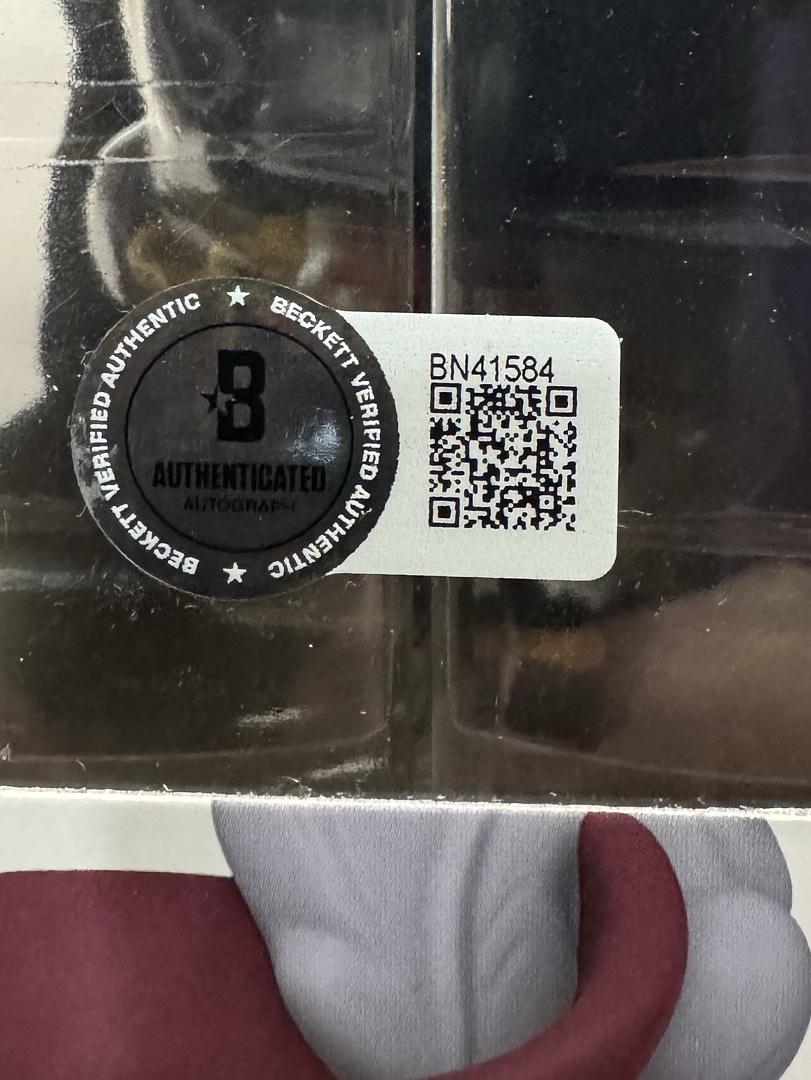 BECKETT VERIFIED AUTHENTIC ★ BECKETT VERIFIED AUTHENTIC ★
B
AUTHENTICATED
AUTOGRAPH
BN41584